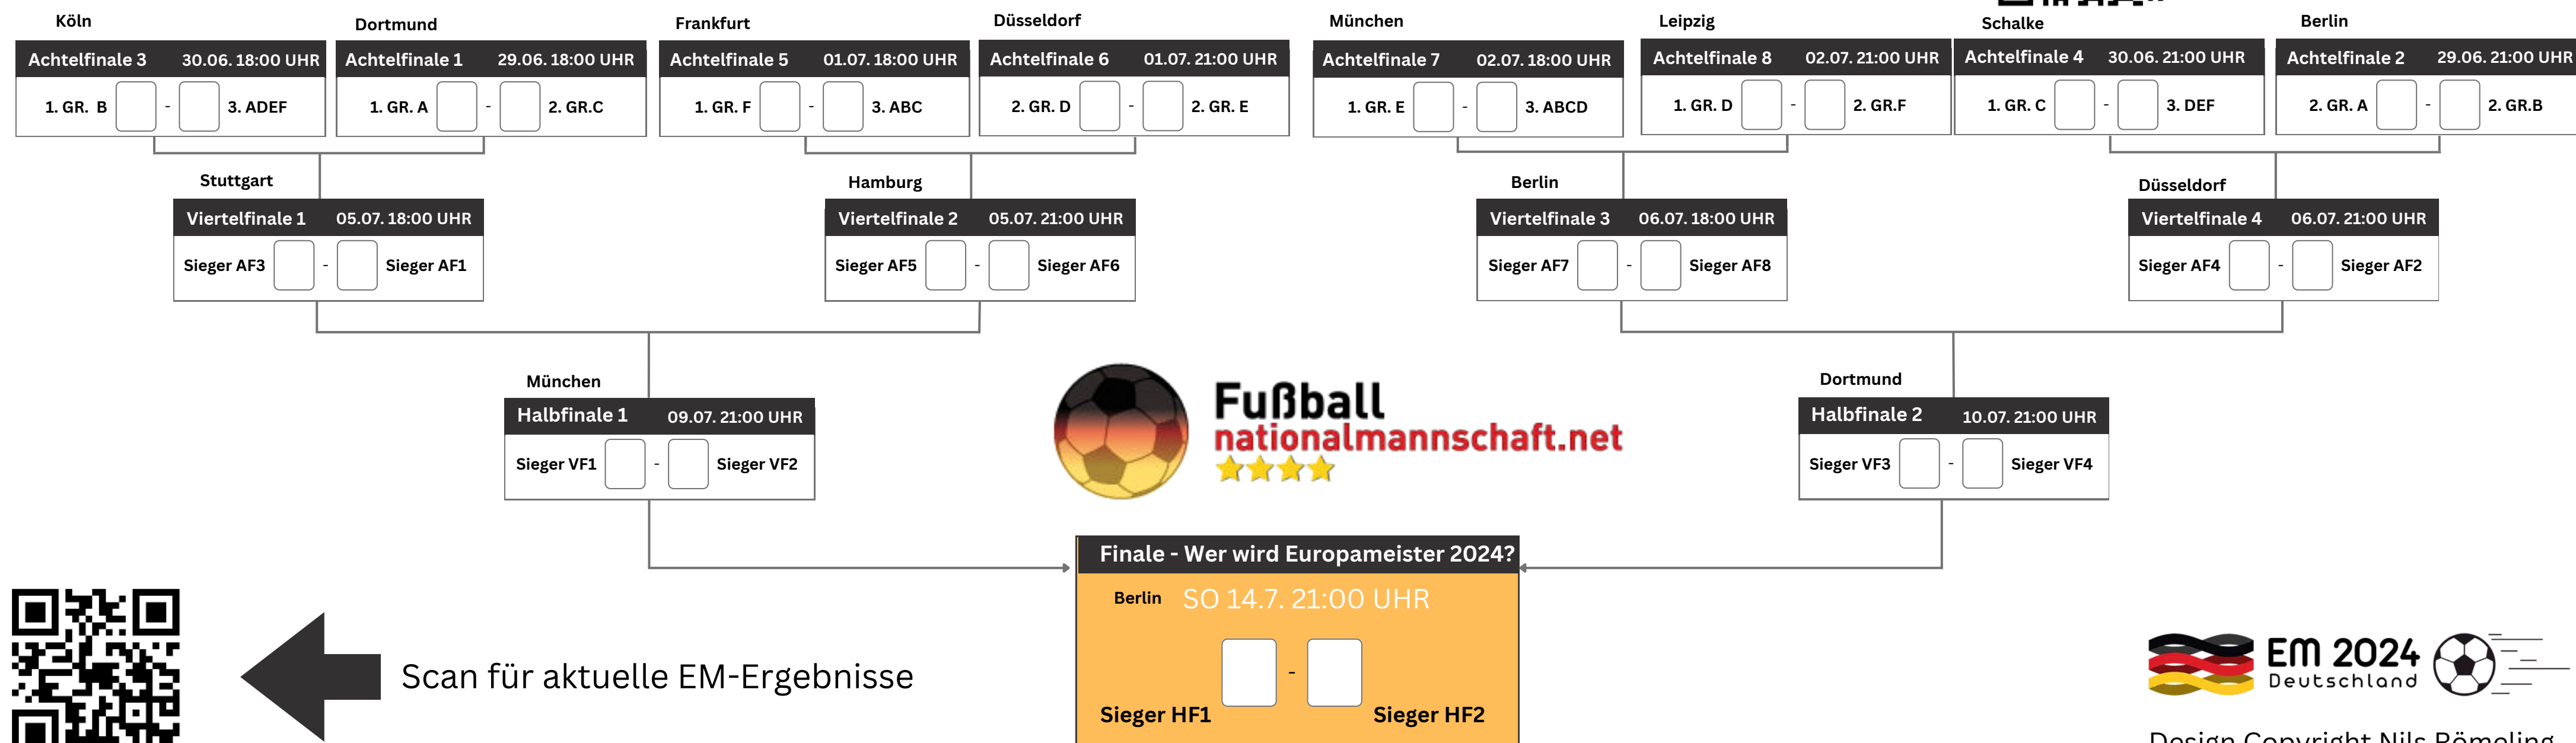 Köln
Achtelfinale 3 30.06. 18:00 UHR
1. GR. B - 3. ADEF
Dortmund
Achtelfinale 1 29.06. 18:00 UHR
1. GR. A - 2. GR.C
Frankfurt
Achtelfinale 5 01.07. 18:00 UHR
1. GR. F - 3. ABC
Düsseldorf
Achtelfinale 6 01.07. 21:00 UHR
2. GR. D - 2. GR. E
München
Achtelfinale 7 02.07. 18:00 UHR
1. GR. E - 3. ABCD
Leipzig
Achtelfinale 8 02.07. 21:00 UHR
1. GR. D - 2. GR.F
Schalke
Achtelfinale 4 30.06. 21:00 UHR
1. GR. C - 3. DEF
Berlin
Achtelfinale 2 29.06. 21:00 UHR
2. GR. A - 2. GR.B
Stuttgart
Viertelfinale 1 05.07. 18:00 UHR
Sieger AF3 - Sieger AF1
Hamburg
Viertelfinale 2 05.07. 21:00 UHR
Sieger AF5 - Sieger AF6
Berlin
Viertelfinale 3 06.07. 18:00 UHR
Sieger AF7 - Sieger AF8
Düsseldorf
Viertelfinale 4 06.07. 21:00 UHR
Sieger AF4 - Sieger AF2
München
Halbfinale 1 09.07. 21:00 UHR
Sieger VF1 - Sieger VF2
Fußball
nationalmannschaft.net
Dortmund
Halbfinale 2 10.07. 21:00 UHR
Sieger VF3 - Sieger VF4
Finale - Wer wird Europameister 2024?
Berlin SO 14.7. 21:00 UHR
-
Sieger HF1 Sieger HF2
Scan für aktuelle EM-Ergebnisse
EM 2024
Deutschland
Design Copyright Nils Römeling